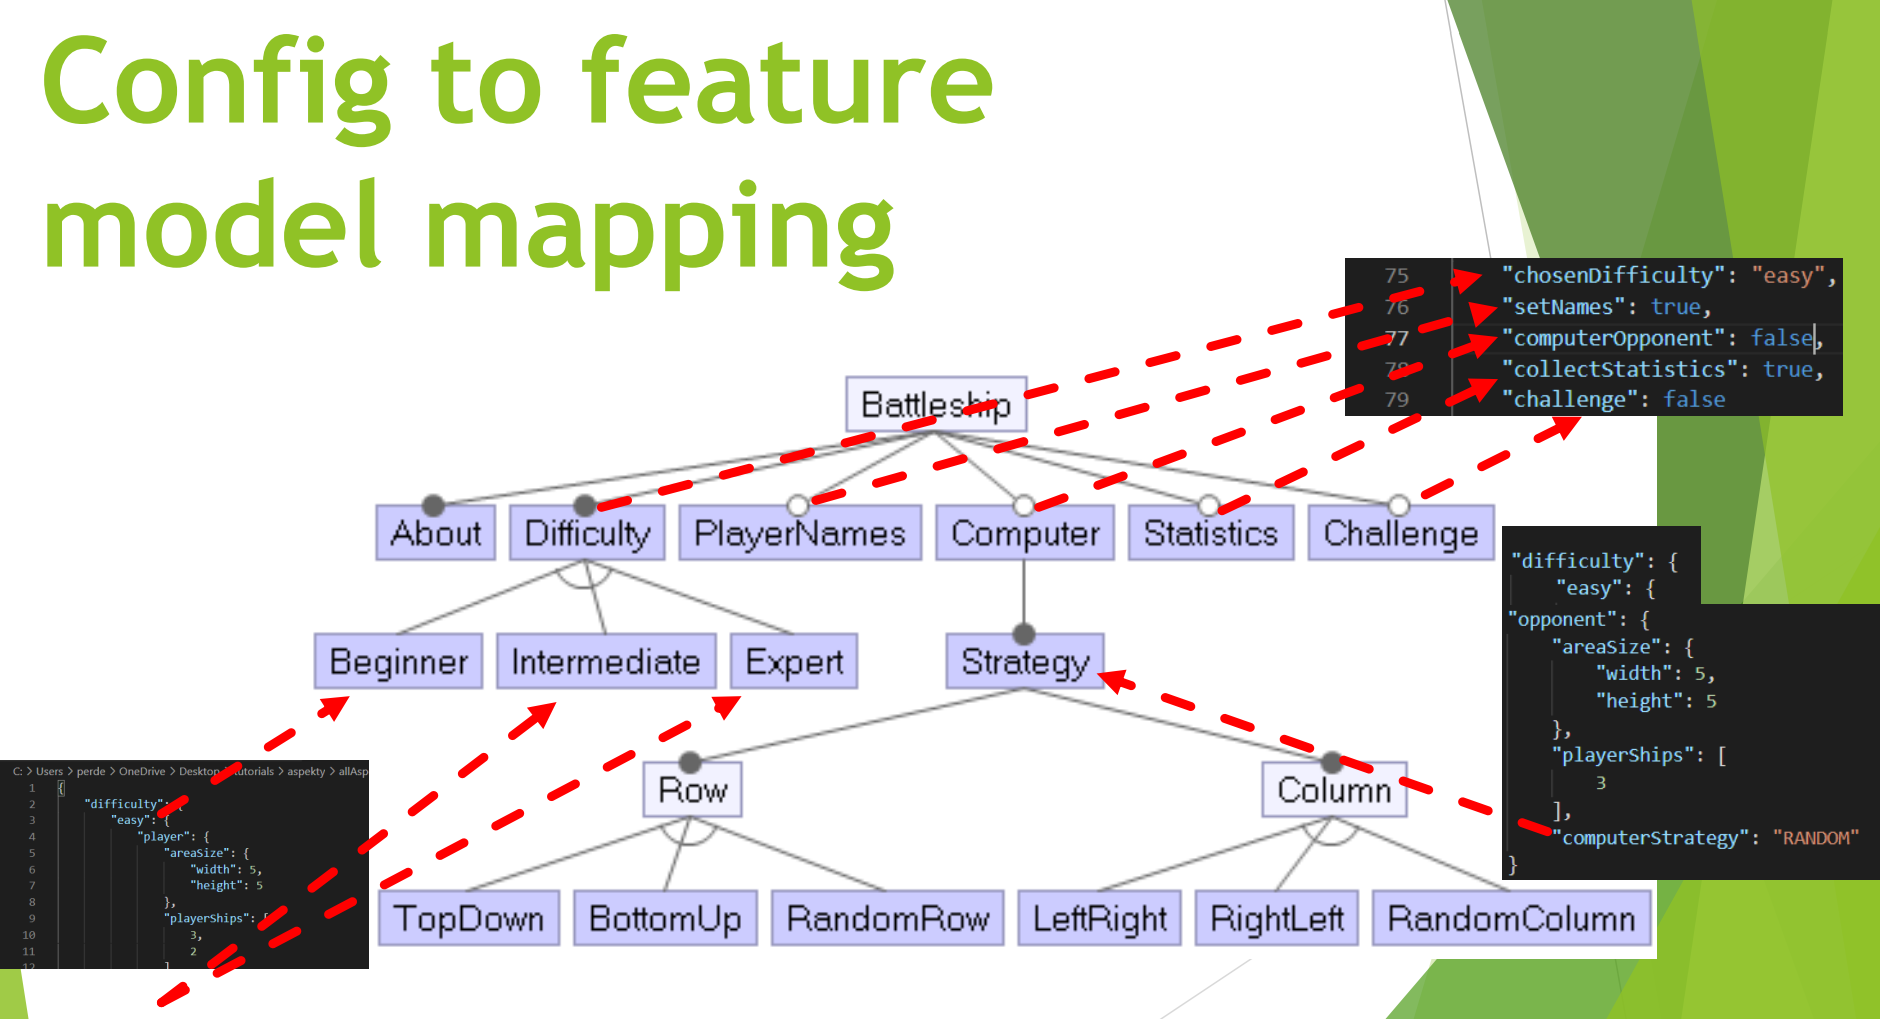 Config to feature
model mapping
75 "chosenDifficulty": "easy",
76 "setNames": true,
77 "computerOpponent": false,
78 "collectStatistics": true,
79 "challenge": false
Battleship
About Difficulty PlayerNames Computer Statistics Challenge
Beginner Intermediate Expert Strategy
Row Column
TopDown BottomUp RandomRow LeftRight RightLeft RandomColumn
"difficulty": {
"easy": {
"opponent": {
"areaSize": {
"width": 5,
"height": 5
},
"playerShips": [
3
],
"computerStrategy": "RANDOM"
}
C: > Users > perde > OneDrive > Desktop > tutorials > aspekty > allAsp
1 {
2 "difficulty": {
3 "easy": {
4 "player": {
5 "areaSize": {
6 "width": 5,
7 "height": 5
8 },
9 "playerShips": [
10 3,
11 2
12 ]